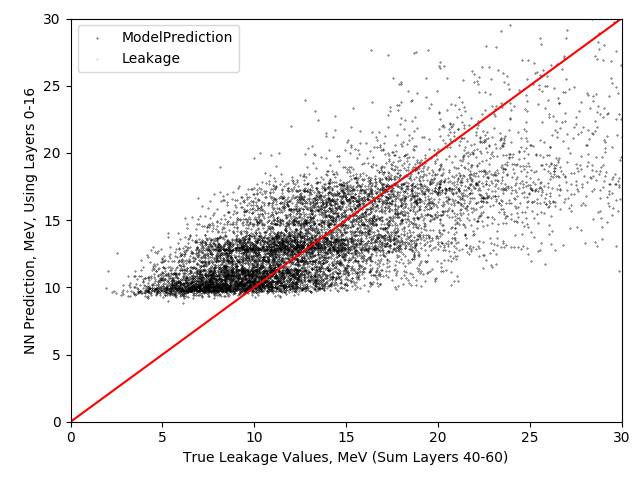 30
25
20
15
10
5
0
NN Prediction, MeV, Using Layers 0-16
ModelPrediction
Leakage
0 5 10 15 20 25 30
True Leakage Values, MeV (Sum Layers 40-60)